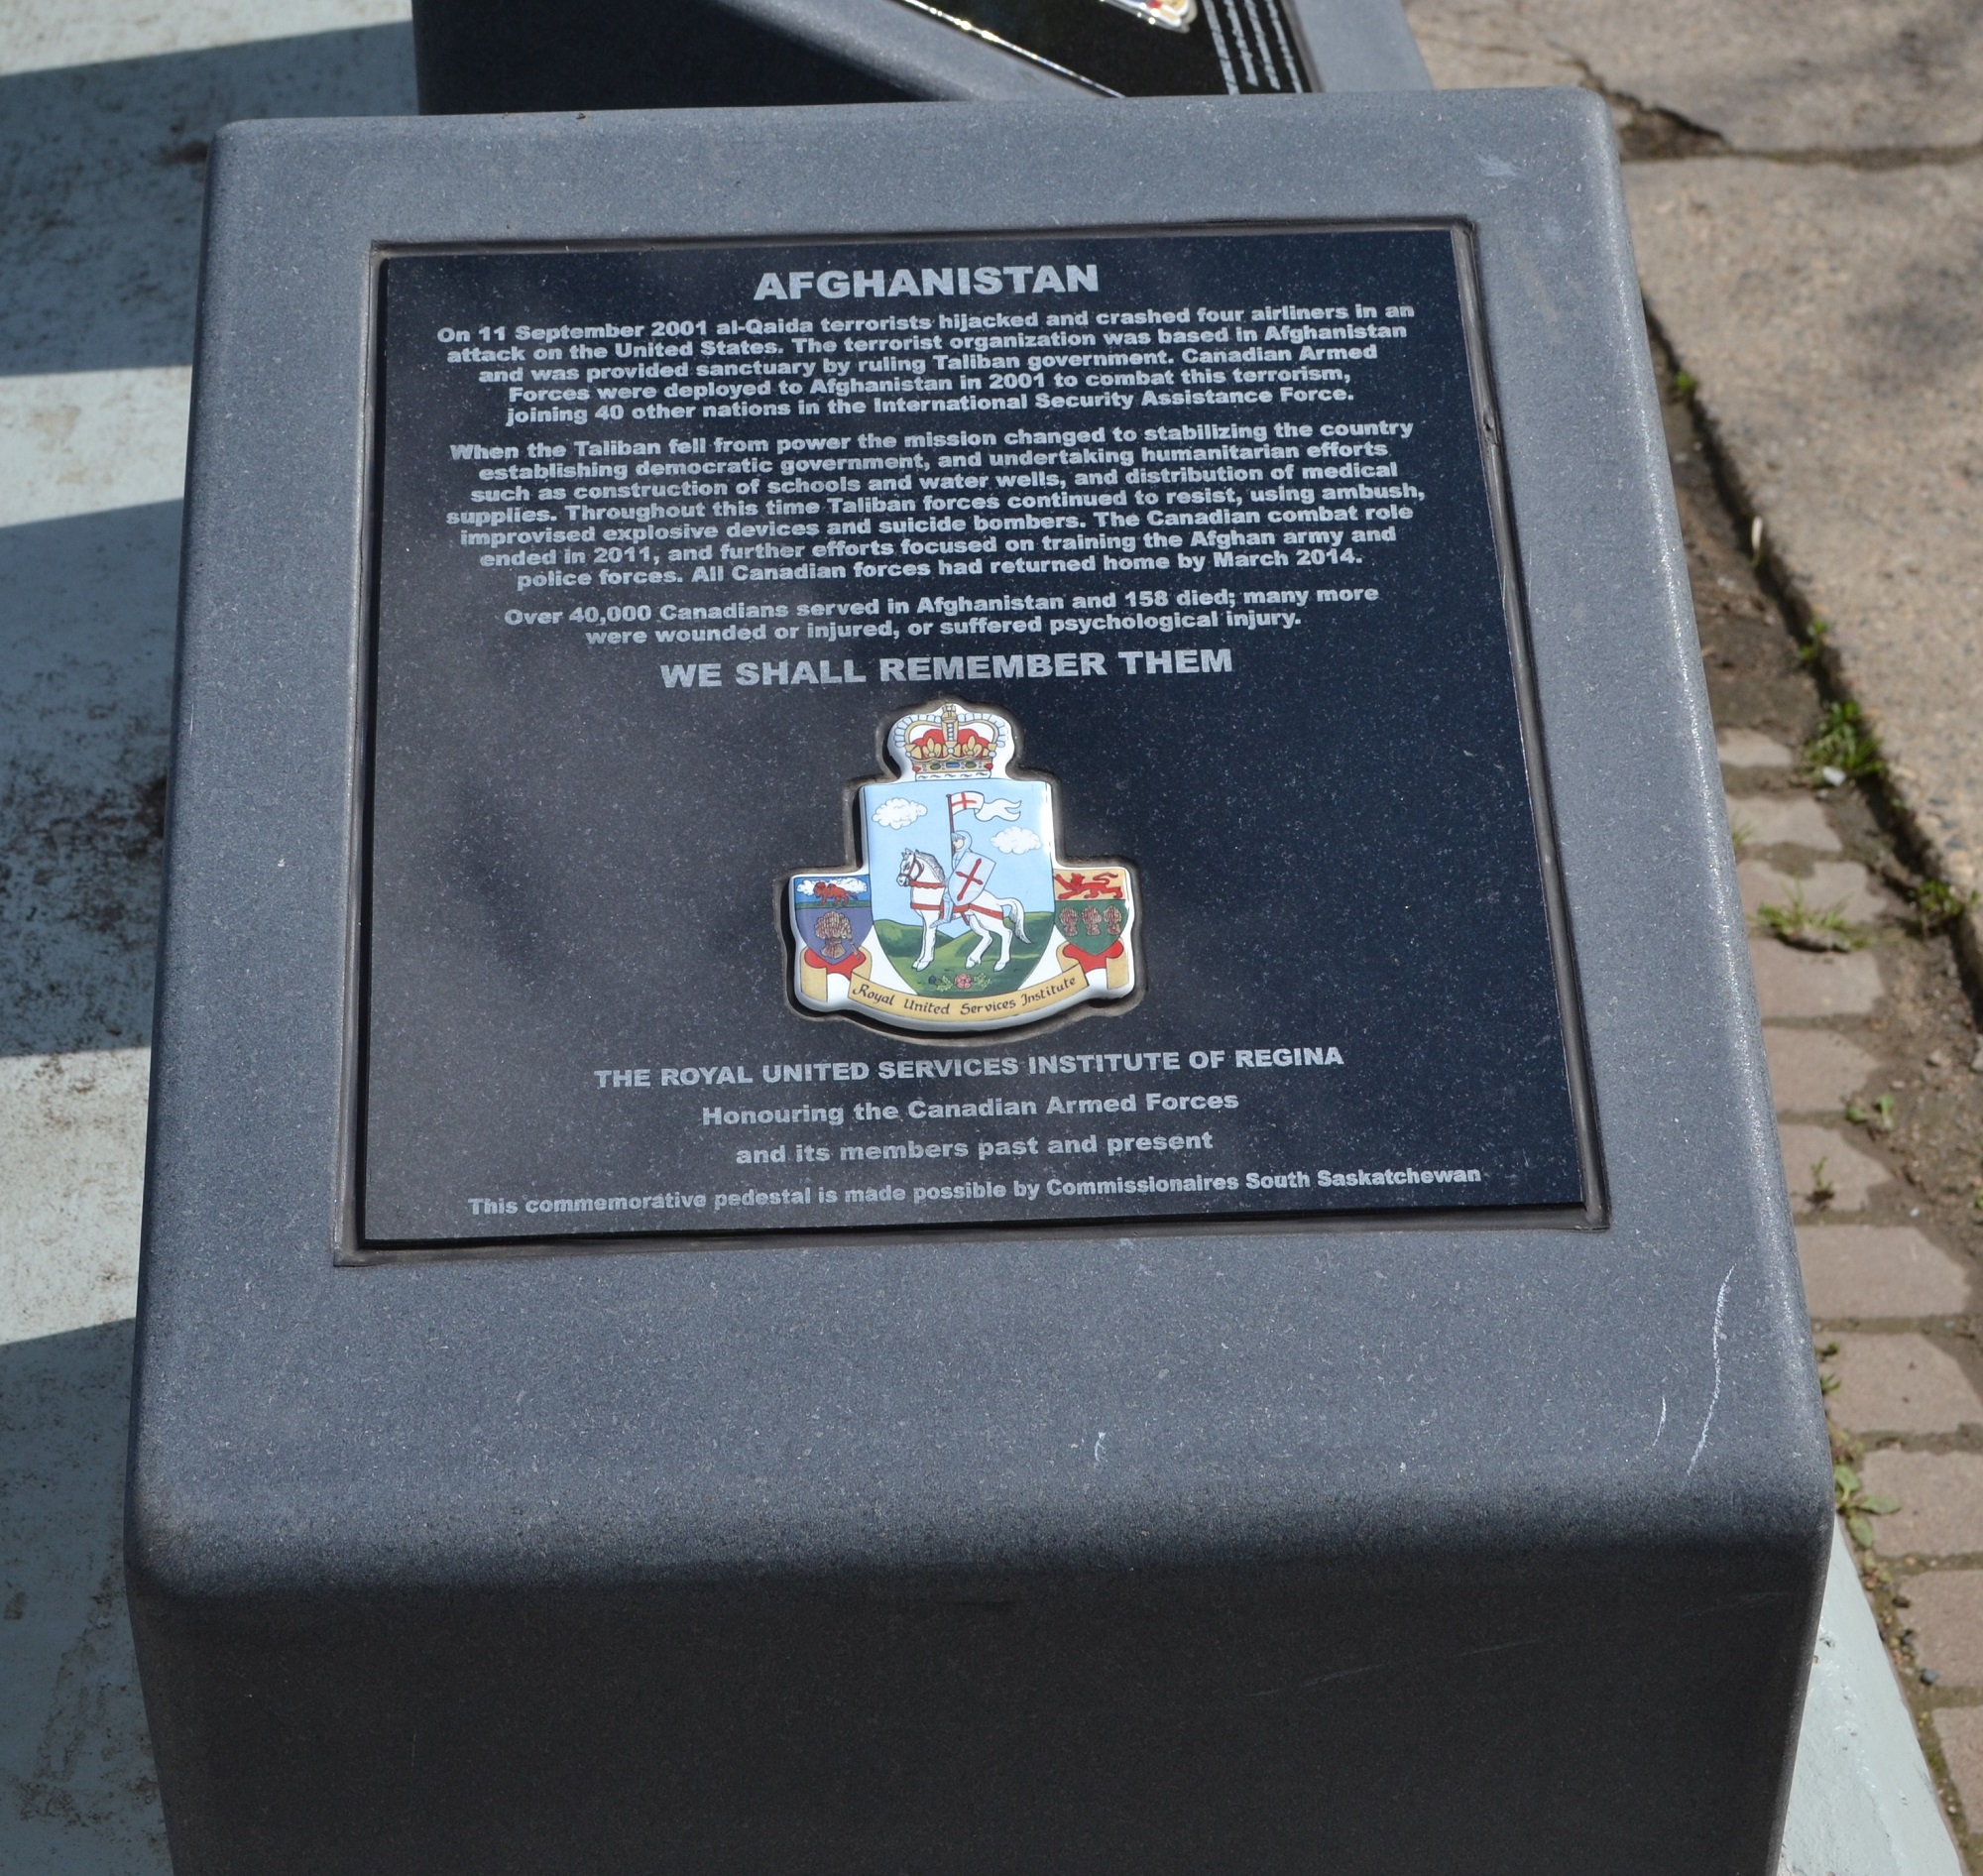 AFGHANISTAN
On 11 September 2001 al-Qaida terrorists hijacked and crashed four airliners in an
attack on the United States. The terrorist organization was based in Afghanistan
and was provided sanctuary by ruling Taliban government. Canadian Armed
Forces were deployed to Afghanistan in 2001 to combat this terrorism,
joining 40 other nations in the International Security Assistance Force.
When the Taliban fell from power the mission changed to stabilizing the country
establishing democratic government, and undertaking humanitarian efforts
such as construction of schools and water wells, and distribution of medical
supplies. Throughout this time Taliban forces continued to resist, using ambush,
improvised explosive devices and suicide bombers. The Canadian combat role
ended in 2011, and further efforts focused on training the Afghan army and
police forces. All Canadian forces had returned home by March 2014.
Over 40,000 Canadians served in Afghanistan and 158 died; many more
were wounded or injured, or suffered psychological injury.
WE SHALL REMEMBER THEM
Royal United Services Institute
THE ROYAL UNITED SERVICES INSTITUTE OF REGINA
Honouring the Canadian Armed Forces
and its members past and present
This commemorative pedestal is made possible by Commissionaires South Saskatchewan